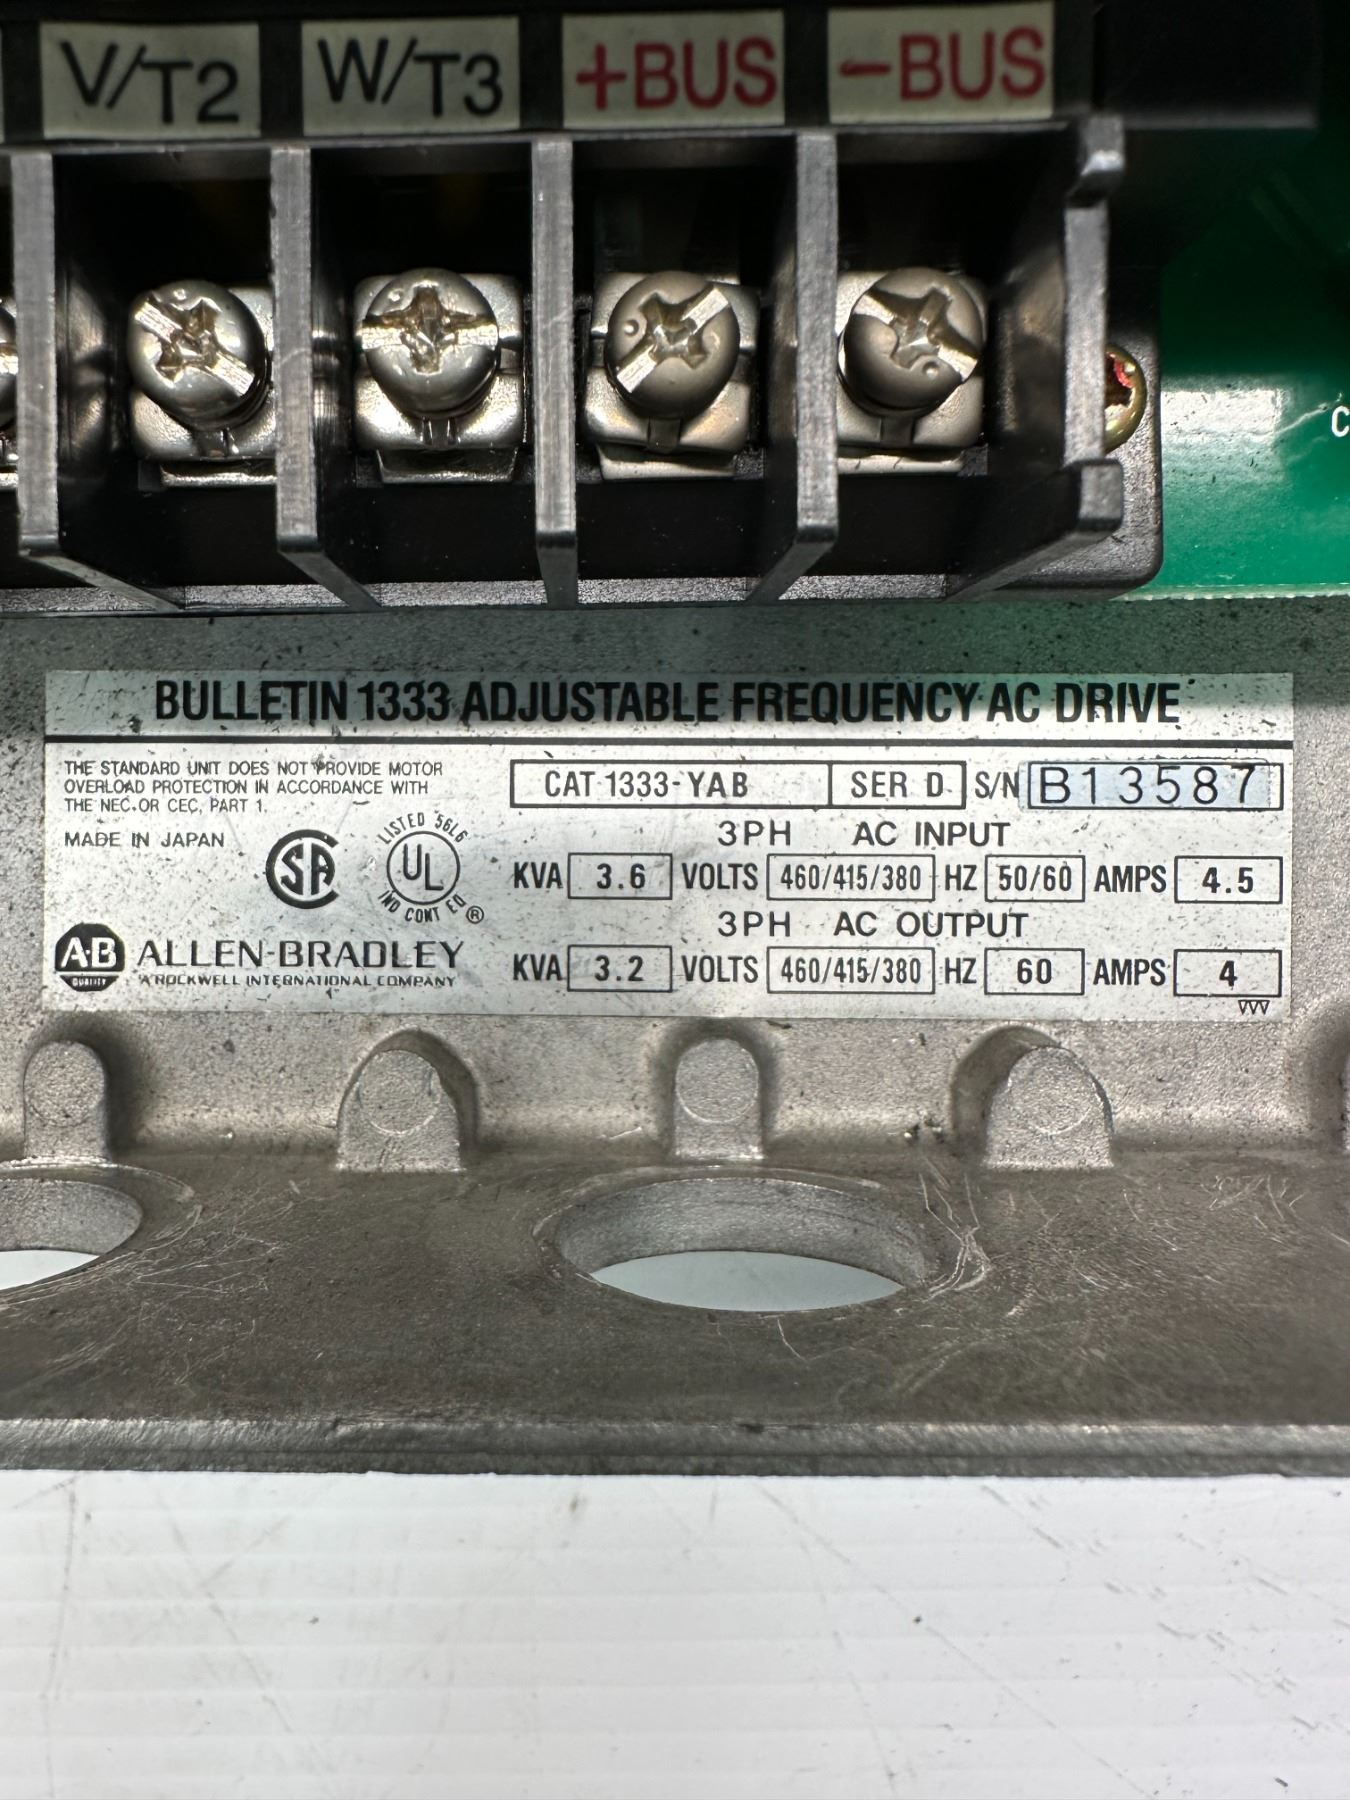 V/T2 W/T3 +BUS -BUS
C
BULLETIN 1333 ADJUSTABLE FREQUENCY AC DRIVE
THE STANDARD UNIT DOES NOT PROVIDE MOTOR
OVERLOAD PROTECTION IN ACCORDANCE WITH
THE NEC OR CEC, PART 1.
MADE IN JAPAN
SA
LISTED 56L6
UL
IND CONT EQ
®
A-B
QUALITY
ALLEN-BRADLEY
A ROCKWELL INTERNATIONAL COMPANY
CAT 1333-YAB SER D S/N B13587
3PH AC INPUT
KVA 3.6 VOLTS 460/415/380 HZ 50/60 AMPS 4.5
3PH AC OUTPUT
KVA 3.2 VOLTS 460/415/380 HZ 60 AMPS 4